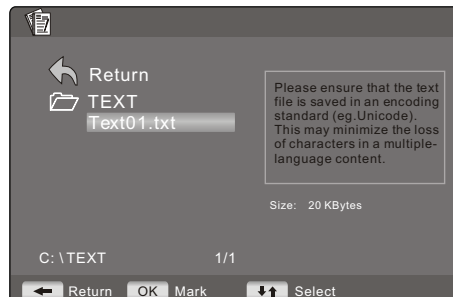 Return
TEXT
Text01.txt
Please ensure that the text
file is saved in an encoding
standard (eg.Unicode).
This may minimize the loss
of characters in a multiple-
language content.
Size: 20 KBytes
C: \TEXT 1/1
Return OK Mark Select